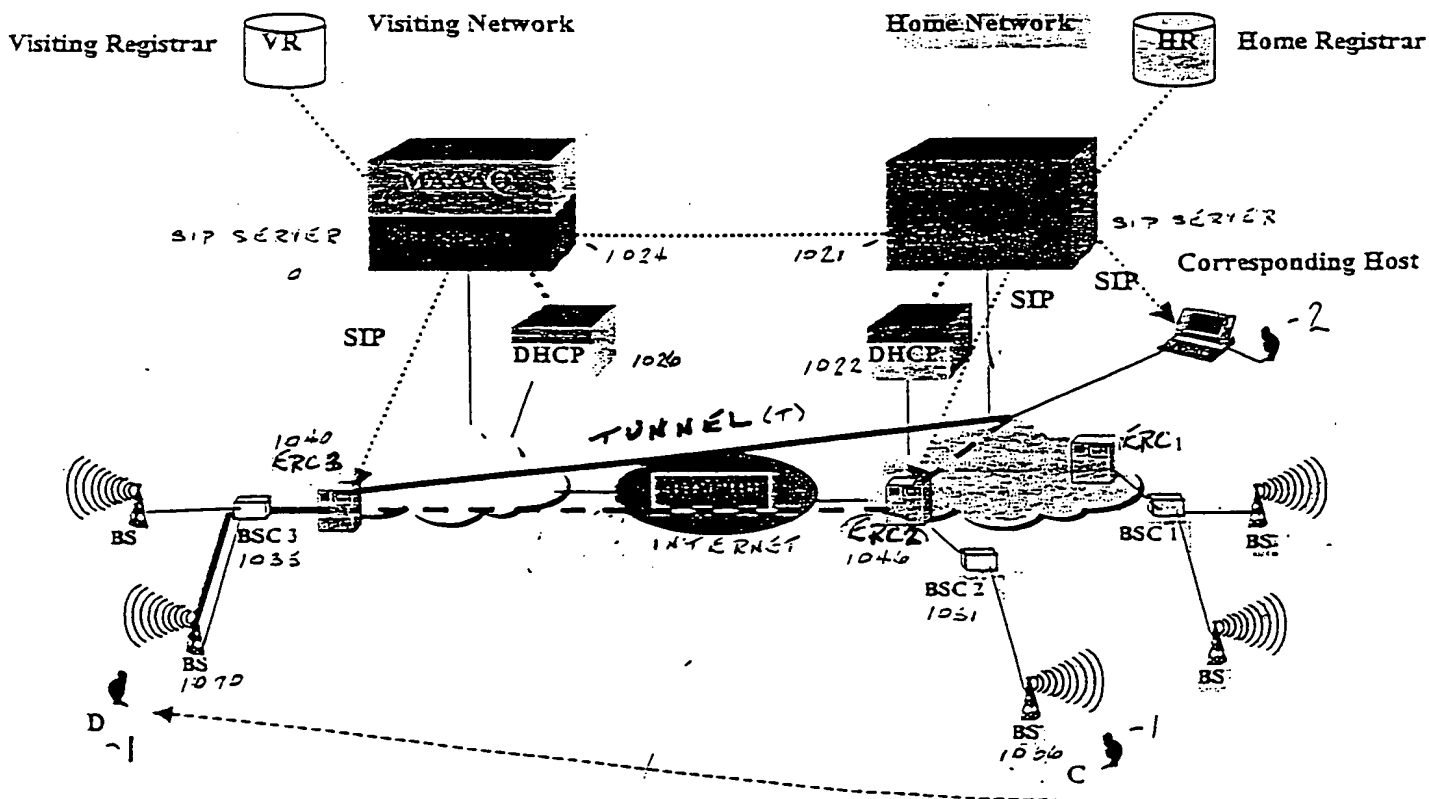 Visiting Network
Home Network
Visiting Registrar
VR
HR
Home Registrar
MAAAQ
SIP SERVER
SIP SERVER
1024
1021
Corresponding Host
SIP
SIP
SIP
-2
DHCP
1026
1022
DHCP
TUNNEL (T)
1040
ERC3
ERC1
BS
BSC 3
1035
INTERNET
ERC2
1046
BSC 1
BS
BSC 2
1051
BS
1070
BS
D
-1
BS
1056
C
-1